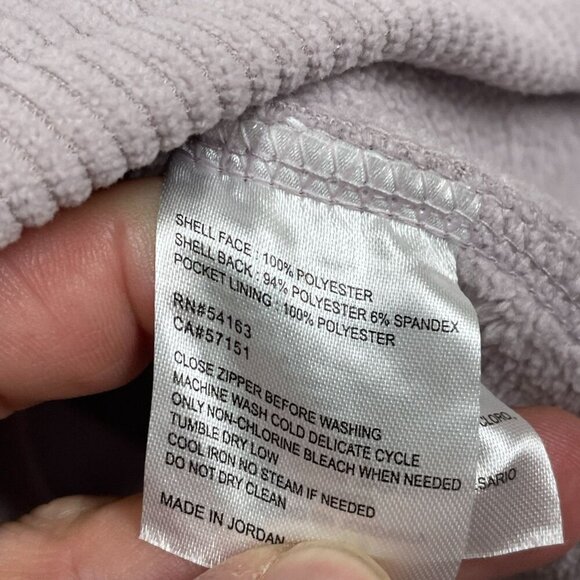 SHELL FACE : 100% POLYESTER
SHELL BACK : 94% POLYESTER 6% SPANDEX
POCKET LINING : 100% POLYESTER
RN#54163
CA#57151
CLOSE ZIPPER BEFORE WASHING
MACHINE WASH COLD DELICATE CYCLE
ONLY NON-CHLORINE BLEACH WHEN NEEDED
TUMBLE DRY LOW
COOL IRON NO STEAM IF NEEDED
DO NOT DRY CLEAN
MADE IN JORDAN
CLORO,